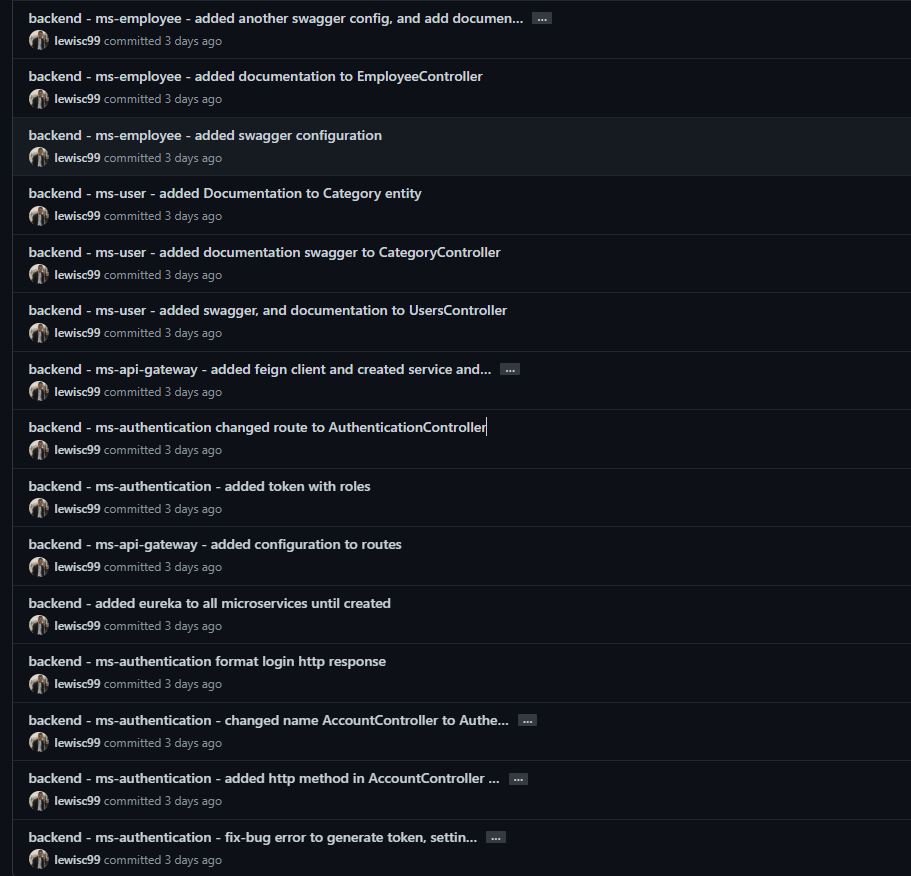 backend - ms-employee - added another swagger config, and add documen... ...
lewisc99 committed 3 days ago
backend - ms-employee - added documentation to EmployeeController
lewisc99 committed 3 days ago
backend - ms-employee - added swagger configuration
lewisc99 committed 3 days ago
backend - ms-user - added Documentation to Category entity
lewisc99 committed 3 days ago
backend - ms-user - added documentation swagger to CategoryController
lewisc99 committed 3 days ago
backend - ms-user - added swagger, and documentation to UsersController
lewisc99 committed 3 days ago
backend - ms-api-gateway - added feign client and created service and... ...
lewisc99 committed 3 days ago
backend - ms-authentication changed route to AuthenticationController
lewisc99 committed 3 days ago
backend - ms-authentication - added token with roles
lewisc99 committed 3 days ago
backend - ms-api-gateway - added configuration to routes
lewisc99 committed 3 days ago
backend - added eureka to all microservices until created
lewisc99 committed 3 days ago
backend - ms-authentication format login http response
lewisc99 committed 3 days ago
backend - ms-authentication - changed name AccountController to Authe... ...
lewisc99 committed 3 days ago
backend - ms-authentication - added http method in AccountController ... ...
lewisc99 committed 3 days ago
backend - ms-authentication - fix-bug error to generate token, settin... ...
lewisc99 committed 3 days ago